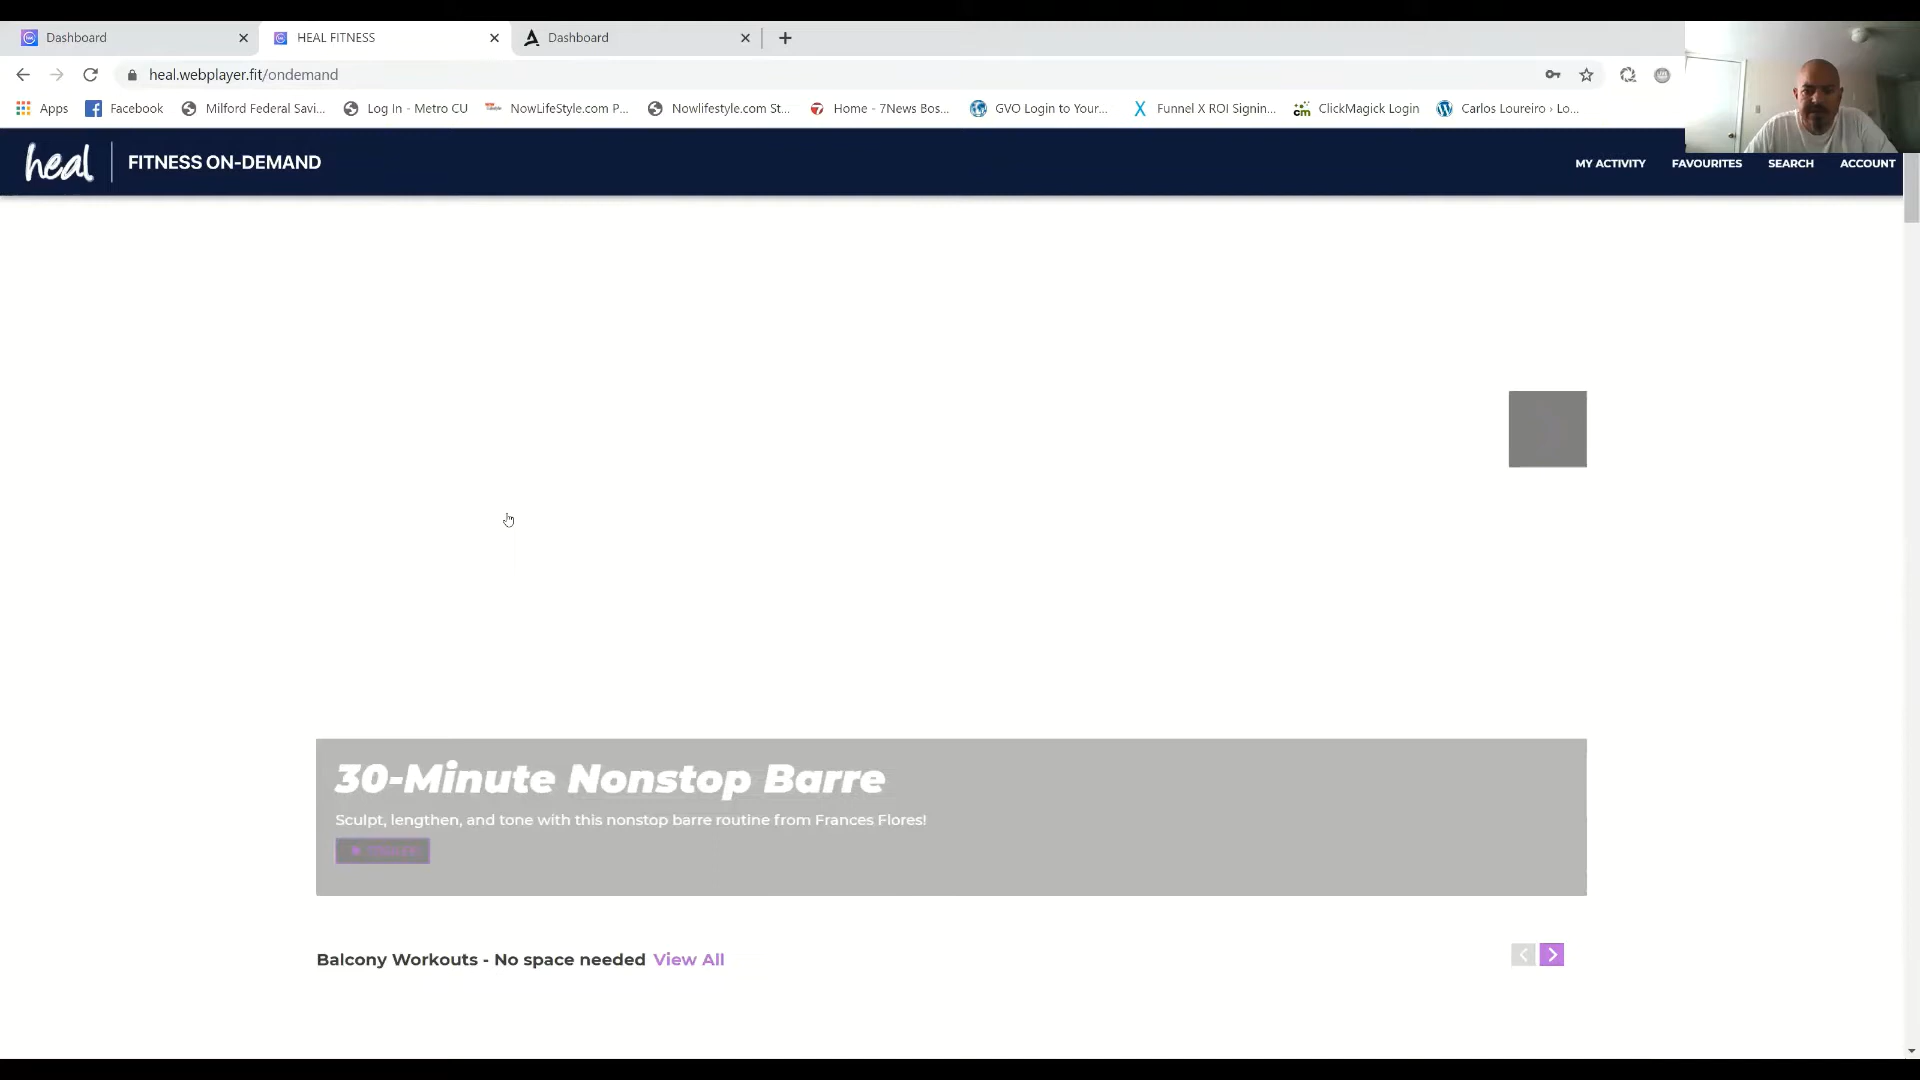 Dashboard
HEAL FITNESS
Dashboard
heal.webplayer.fit/ondemand
Apps
Facebook
Milford Federal Savi...
Log In - Metro CU
NowLifeStyle.com P...
Nowlifestyle.com St...
Home - 7News Bos...
GVO Login to Your...
Funnel X ROI Signin...
ClickMagick Login
Carlos Loureiro › Lo...
heal
FITNESS ON-DEMAND
MY ACTIVITY
FAVOURITES
SEARCH
ACCOUNT
30-Minute Nonstop Barre
Sculpt, lengthen, and tone with this nonstop barre routine from Frances Flores!
Balcony Workouts - No space needed View All